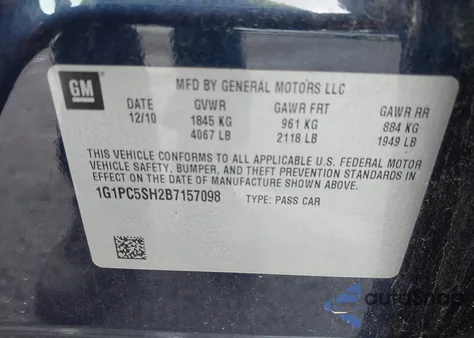 GM
MFD BY GENERAL MOTORS LLC
DATE GVWR GAWR FRT GAWR RR
12/10 1845 KG 961 KG 884 KG
4067 LB 2118 LB 1949 LB
THIS VEHICLE CONFORMS TO ALL APPLICABLE U.S. FEDERAL MOTOR
VEHICLE SAFETY, BUMPER, AND THEFT PREVENTION STANDARDS IN
EFFECT ON THE DATE OF MANUFACTURE SHOWN ABOVE.
1G1PC5SH2B7157098 TYPE: PASS CAR
autoShop